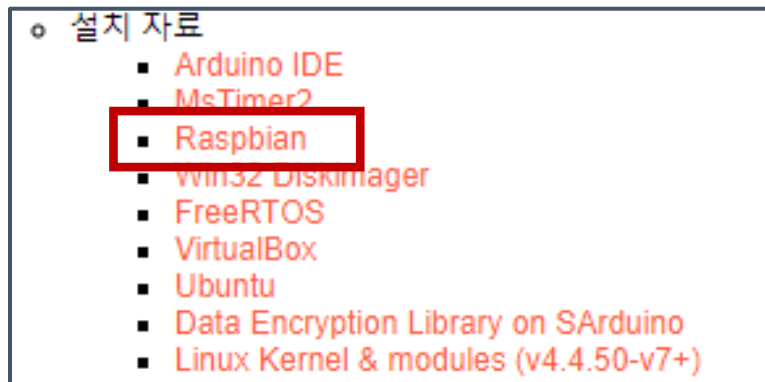 설치 자료
Arduino IDE
MsTimer2
Raspbian
Win32 Diskimager
FreeRTOS
VirtualBox
Ubuntu
Data Encryption Library on SArduino
Linux Kernel & modules (v4.4.50-v7+)